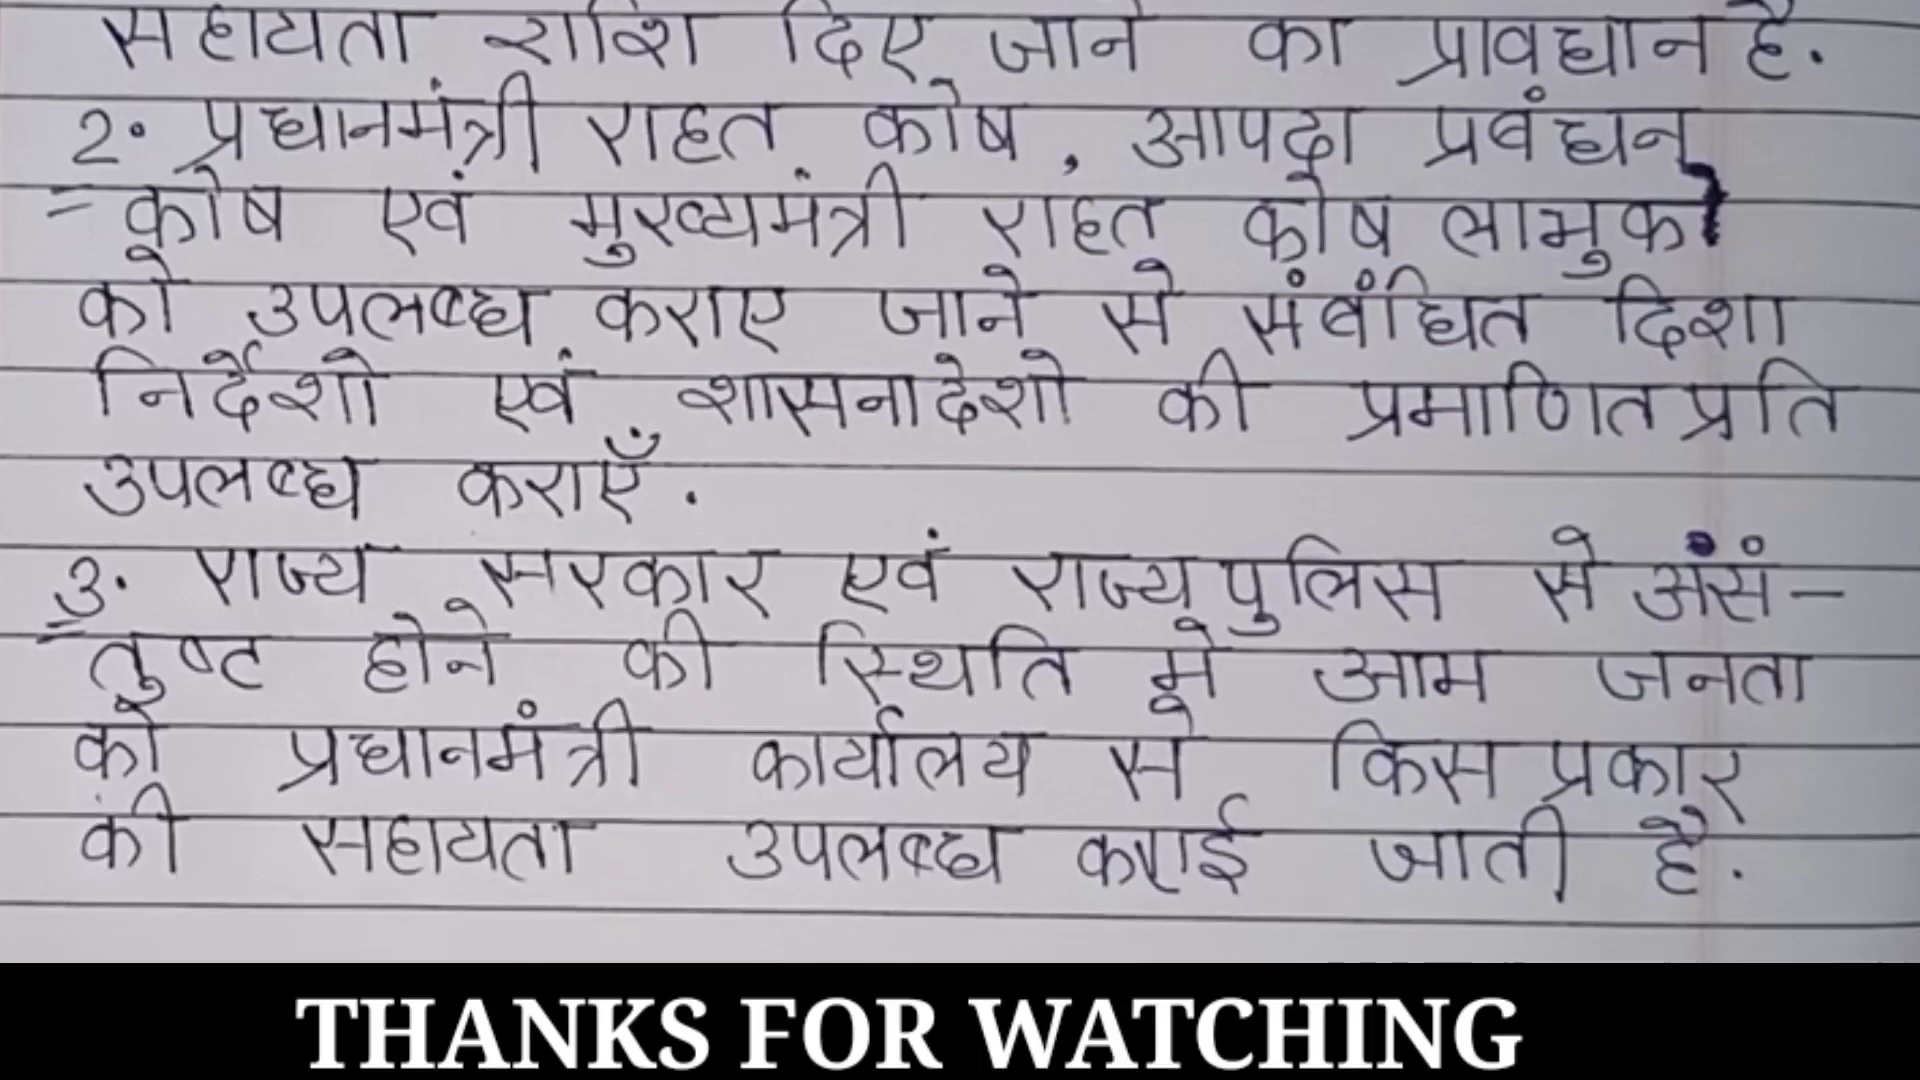 सहायता राशि दिए जाने का प्रावधान है.
2. प्रधानमंत्री राहत कोष, आपदा प्रबंधन
कोष एवं मुख्यमंत्री राहत कोष लाभुको
को उपलब्ध कराए जाने से संबंधित दिशा
निर्देशो एवं शासनादेशो की प्रमाणित प्रति
उपलब्ध कराएँ.
3. राज्य सरकार एवं राज्य पुलिस से असं-
तुष्ट होने की स्थिति मे आम जनता
को प्रधानमंत्री कार्यालय से किस प्रकार
की सहायता उपलब्ध कराई जाती है.
THANKS FOR WATCHING